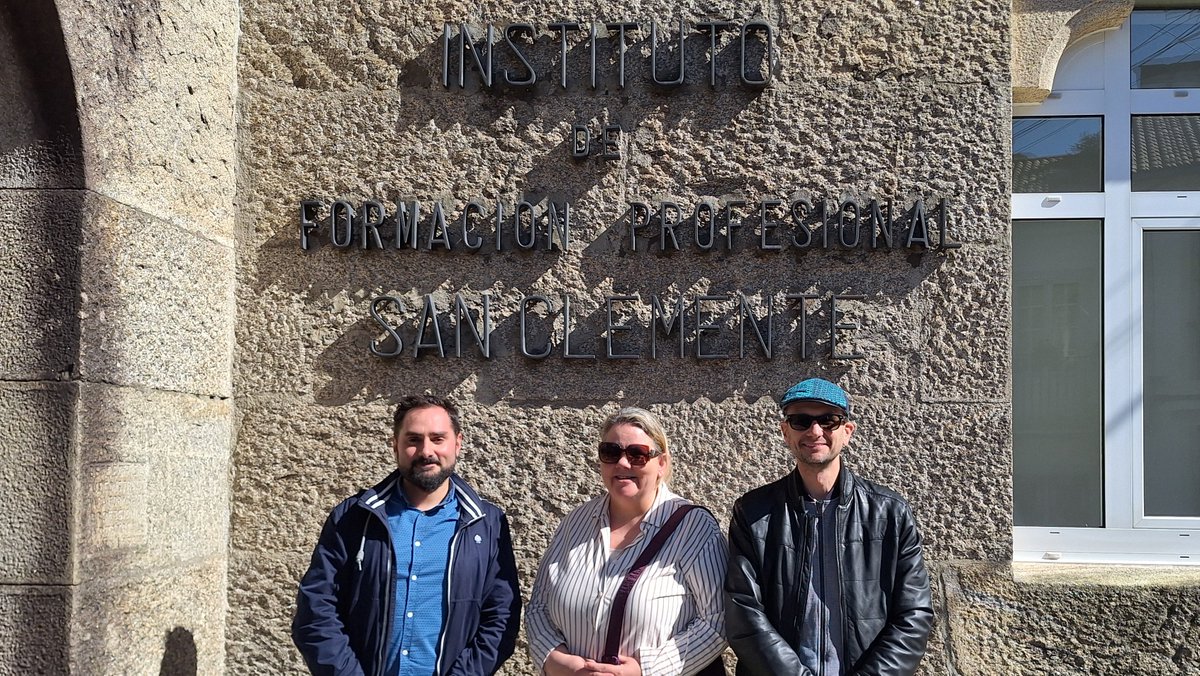 INSTITUTO
DE
FORMACION PROFESIONAL
SAN CLEMENTE